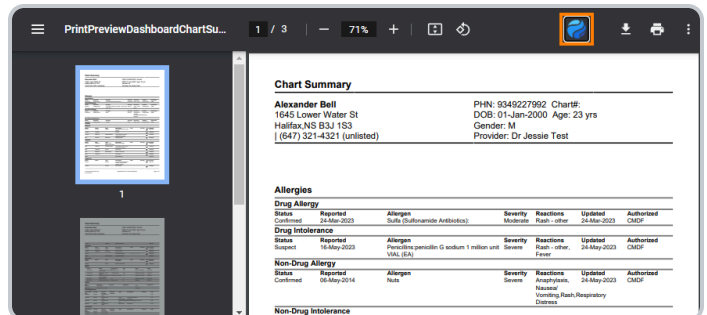 PrintPreviewDashboardChartSu...
1 / 3
71%
1
Chart Summary
Alexander Bell PHN: 9349227992 Chart#:
1645 Lower Water St DOB: 01-Jan-2000 Age: 23 yrs
Halifax,NS B3J 1S3 Gender: M
| (647) 321-4321 (unlisted) Provider: Dr Jessie Test
Allergies
Drug Allergy
Status Reported Allergen Severity Reactions Updated Authorized
Confirmed 24-Mar-2023 Sulfa (Sulfonamide Antibiotics): Moderate Rash - other 24-Mar-2023 CMDF
Drug Intolerance
Status Reported Allergen Severity Reactions Updated Authorized
Suspect 16-May-2023 Penicillins:penicillin G sodium 1 million unit Severe Rash - other, 24-May-2023 CMDF
VIAL (EA) Fever
Non-Drug Allergy
Status Reported Allergen Severity Reactions Updated Authorized
Confirmed 06-May-2014 Nuts Severe Anaphylaxis, 24-May-2023 CMDF
Nausea/
Vomiting,Rash,Respiratory
Distress
Non-Drug Intolerance